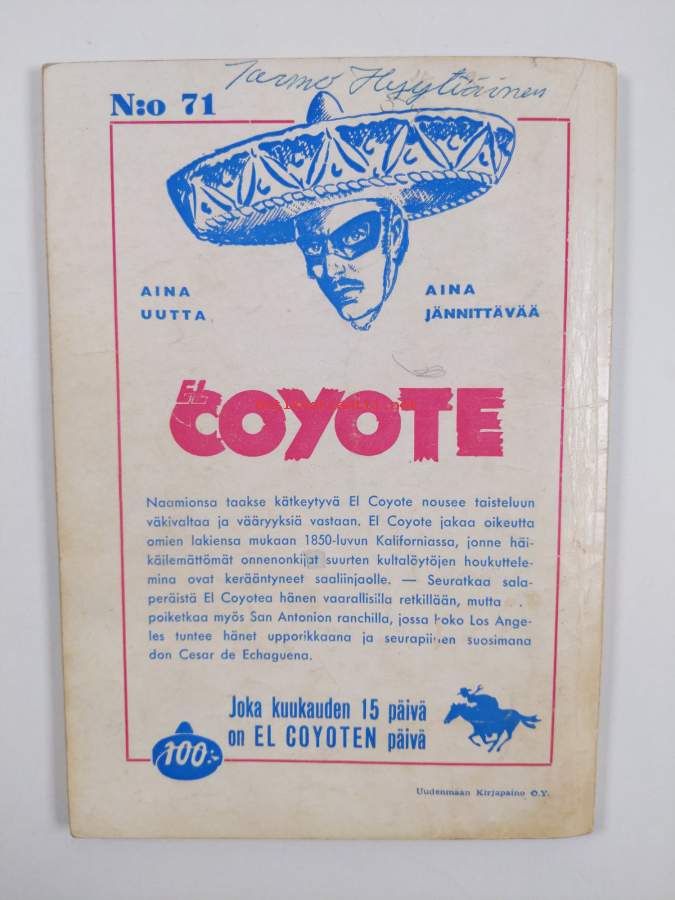 Tarmo
N:o 71
AINA
UUTTA
AINA
JÄNNITTÄVÄÄ
EL
COYOTE
Naamionsa taakse kätkeytyvä El Coyote nousee taisteluun
väkivaltaa ja vääryyksiä vastaan. El Coyote jakaa oikeutta
omien lakiensa mukaan 1850-luvun Kaliforniassa, jonne häi-
käilemättömät onnenonkijat suurten kultalöytöjen houkuttele-
mina ovat kerääntyneet saaliinjaolle. — Seuratkaa sala-
peräistä El Coyotea hänen vaarallisilla retkillään, mutta
poiketkaa myös San Antonion ranchilla, jossa koko Los Ange-
les tuntee hänet upporikkaana ja seurapiirien suosimana
don Cesar de Echaguena.
Joka kuukauden 15 päivä
on EL COYOTEN päivä
100:-
Uudenmaan Kirjapaino O.Y.